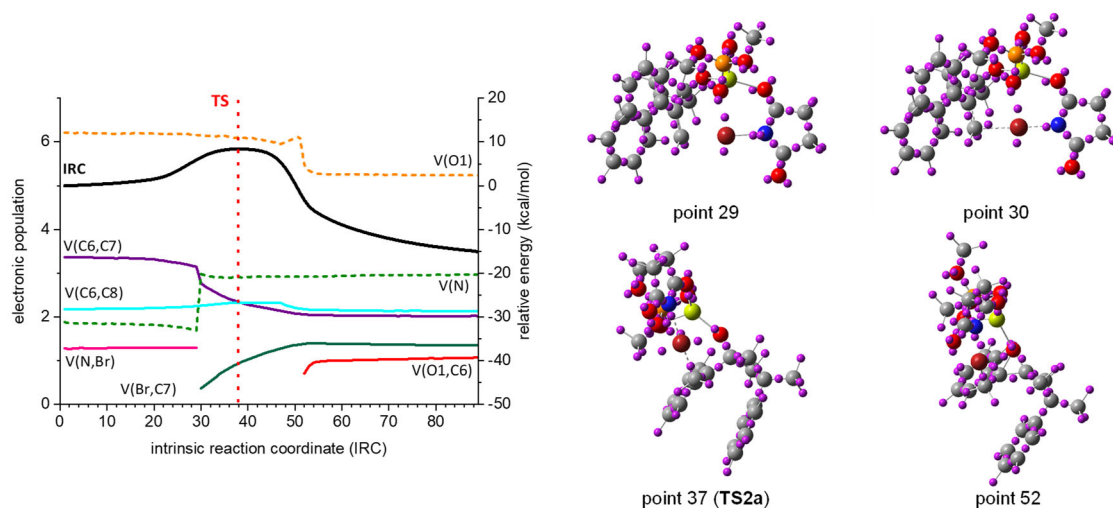 TS
6
4
2
0
electronic population
IRC
V(O1)
V(C6,C7)
V(N)
V(C6,C8)
V(N,Br)
V(Br,C7)
V(O1,C6)
20
10
0
-10
-20
-30
-40
-50
relative energy (kcal/mol)
0 10 20 30 40 50 60 70 80
intrinsic reaction coordinate (IRC)
point 29
point 30
point 37 (TS2a)
point 52